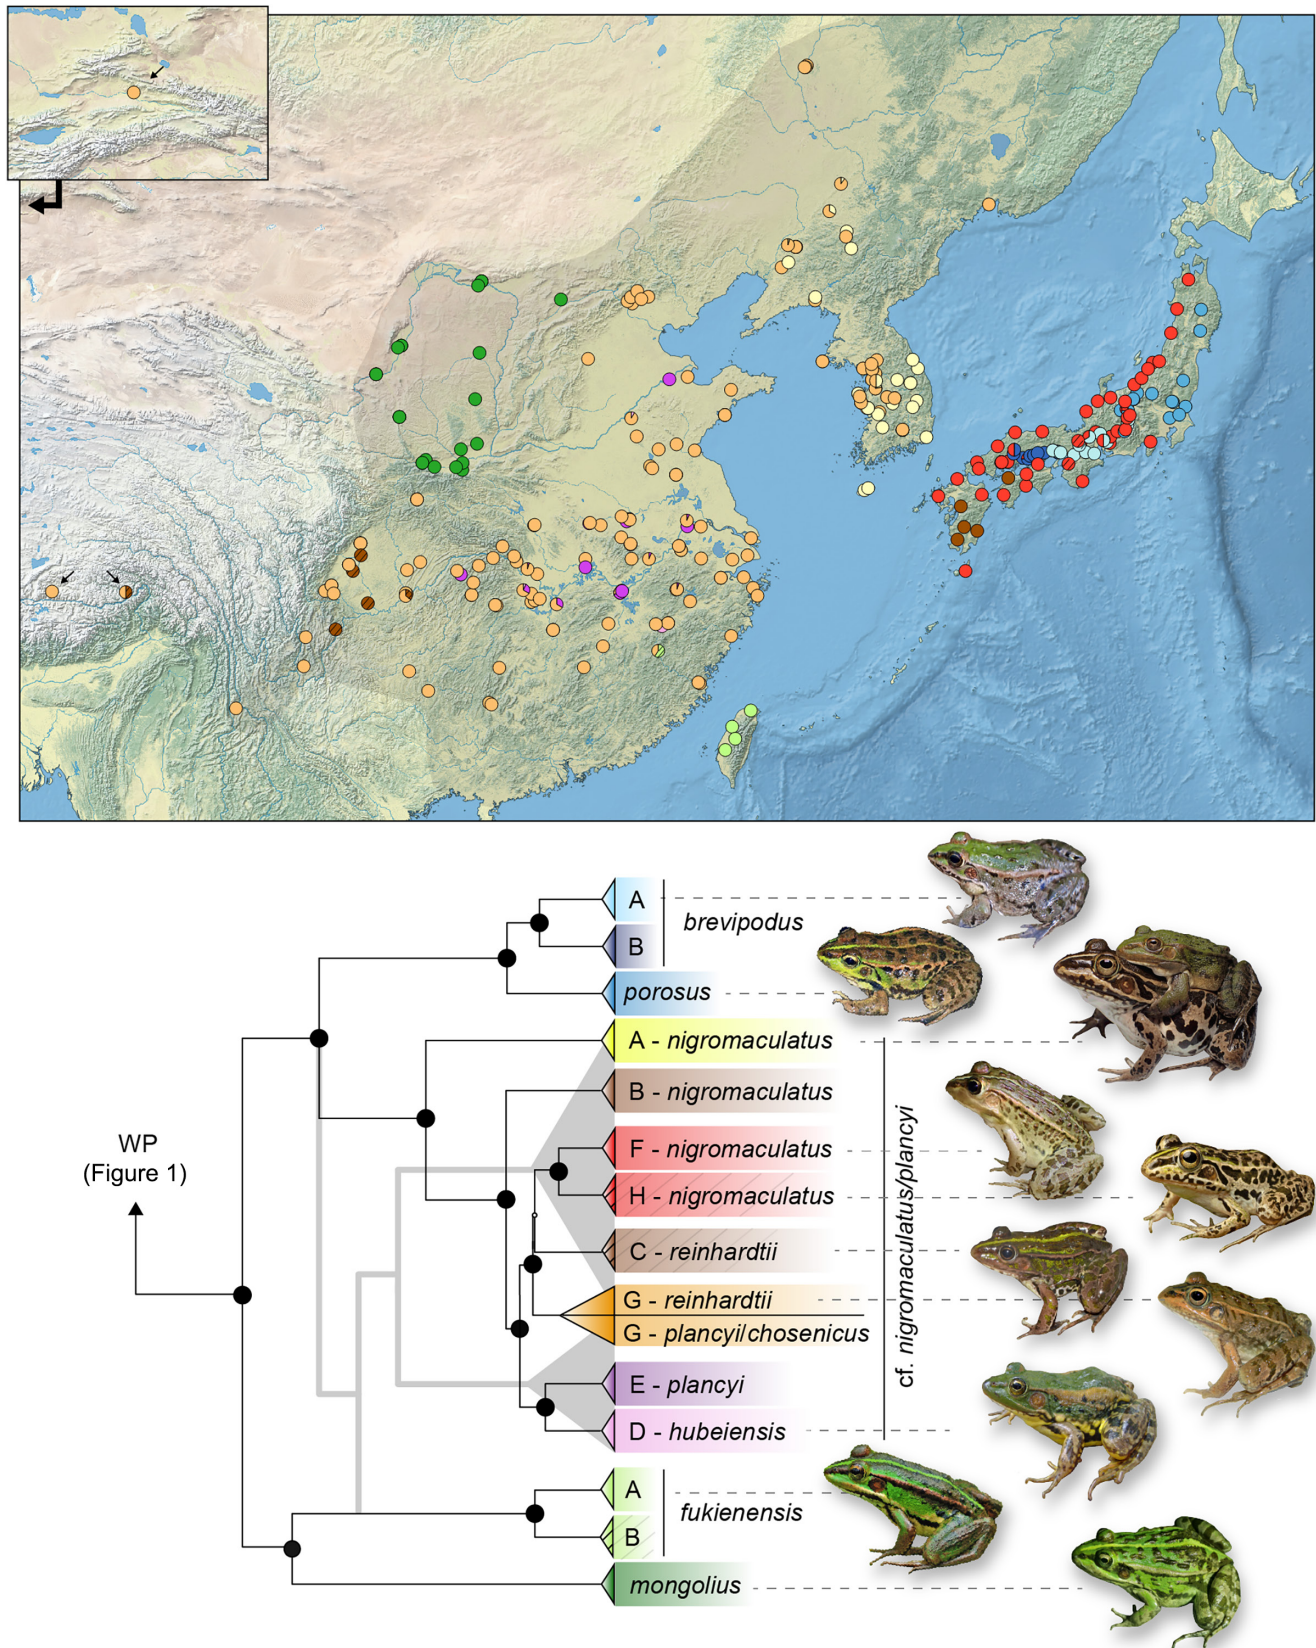 A
brevipodus
B
porosus
A - nigromaculatus
B - nigromaculatus
WP
(Figure 1)
F - nigromaculatus
H - nigromaculatus
C - reinhardtii
G - reinhardtii
G - plancyi/chosenicus
cf. nigromaculatus/plancyi
E - plancyi
D - hubeiensis
A
fukienensis
B
mongolius